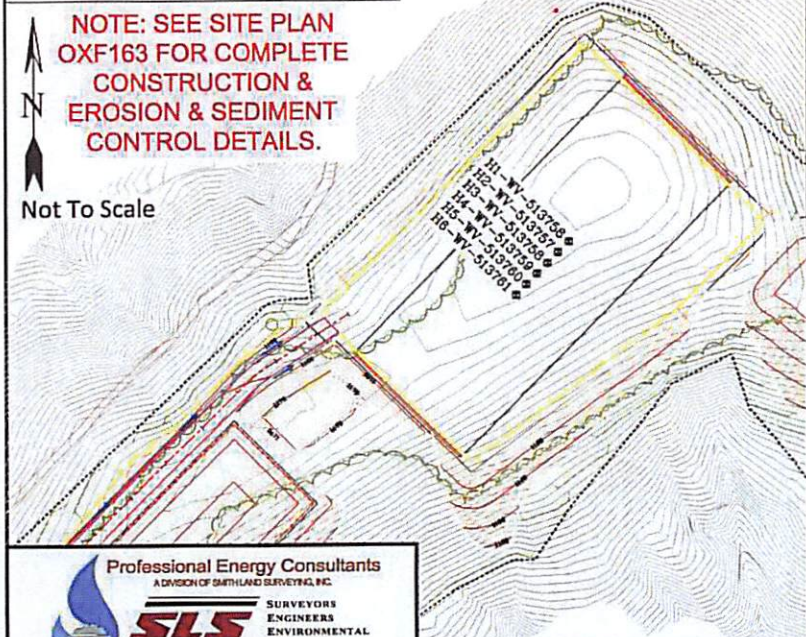 NOTE: SEE SITE PLAN
OXF163 FOR COMPLETE
CONSTRUCTION &
EROSION & SEDIMENT
CONTROL DETAILS.
N
Not To Scale
H1-WV-513756
H2-WV-513757
H3-WV-513758
H4-WV-513759
H5-WV-513760
H6-WV-513761
Professional Energy Consultants
A DIVISION OF SMITH LAND SURVEYING, INC.
SLS
SURVEYORS
ENGINEERS
ENVIRONMENTAL